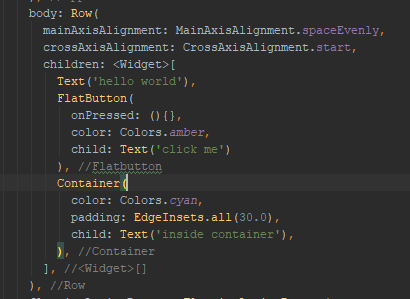 body: Row(
mainAxisAlignment: MainAxisAlignment.spaceEvenly,
crossAxisAlignment: CrossAxisAlignment.start,
children: <Widget>[
Text('hello world'),
FlatButton(
onPressed: (){},
color: Colors.amber,
child: Text('click me')
), //Flatbutton
Container(
color: Colors.cyan,
padding: EdgeInsets.all(30.0),
child: Text('inside container'),
), //Container
], //<Widget>[]
), //Row